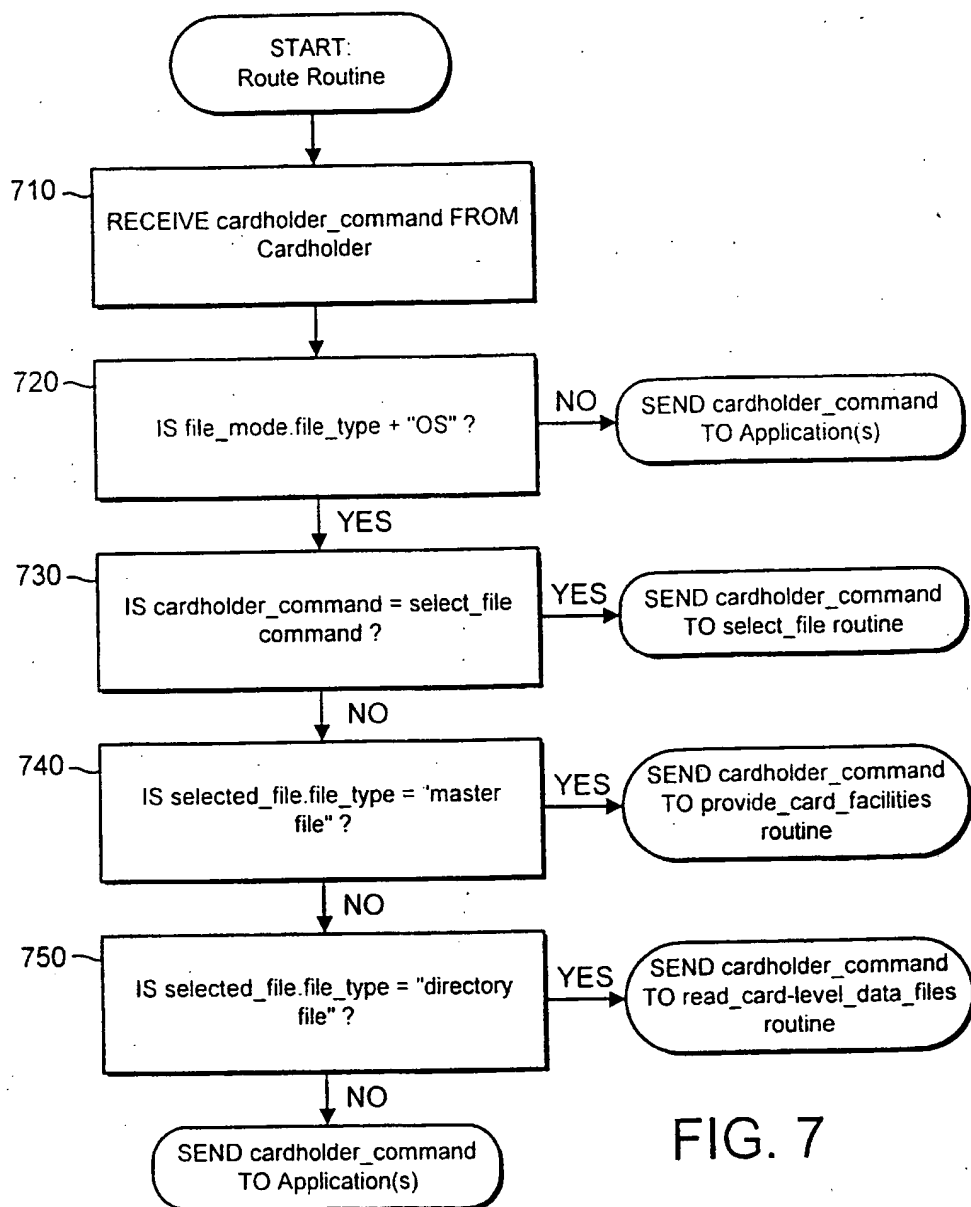 START:
Route Routine
710
RECEIVE cardholder_command FROM
Cardholder
720
IS file_mode.file_type + "OS" ?
NO
SEND cardholder_command
TO Application(s)
YES
730
IS cardholder_command = select_file
command ?
YES
SEND cardholder_command
TO select_file routine
NO
740
IS selected_file.file_type = "master
file" ?
YES
SEND cardholder_command
TO provide_card_facilities
routine
NO
750
IS selected_file.file_type = "directory
file" ?
YES
SEND cardholder_command
TO read_card-level_data_files
routine
NO
SEND cardholder_command
TO Application(s)
FIG. 7